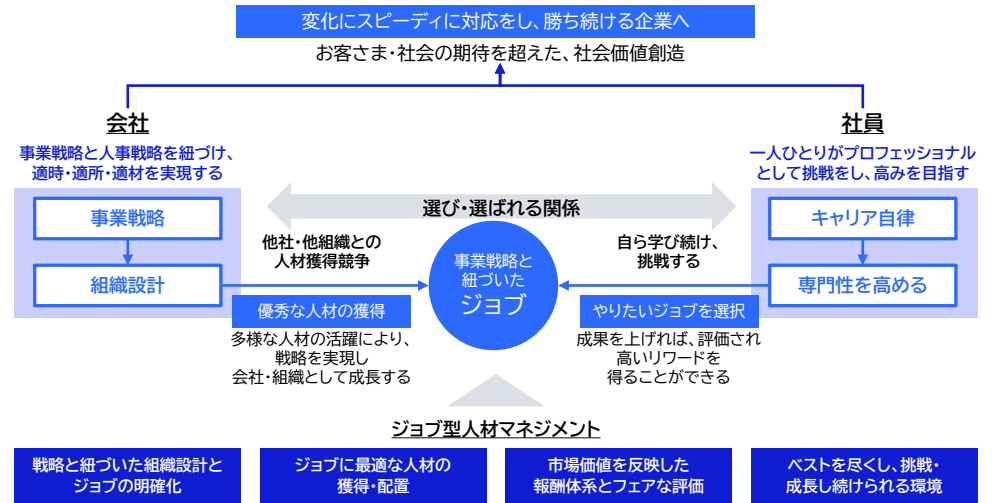 変化にスピーディに対応をし、勝ち続ける企業へ
お客さま・社会の期待を超えた、社会価値創造
会社
事業戦略と人事戦略を紐づけ、
適時・適所・適材を実現する
事業戦略
組織設計
社員
一人ひとりがプロフェッショナル
として挑戦をし、高みを目指す
キャリア自律
専門性を高める
選び・選ばれる関係
他社・他組織との
人材獲得競争
優秀な人材の獲得
多様な人材の活躍により、
戦略を実現し
会社・組織として成長する
事業戦略と
紐づいた
ジョブ
自ら学び続け、
挑戦する
やりたいジョブを選択
成果を上げれば、評価され
高いリワードを
得ることができる
ジョブ型人材マネジメント
戦略と紐づいた組織設計と
ジョブの明確化
ジョブに最適な人材の
獲得・配置
市場価値を反映した
報酬体系とフェアな評価
ベストを尽くし、挑戦・
成長し続けられる環境